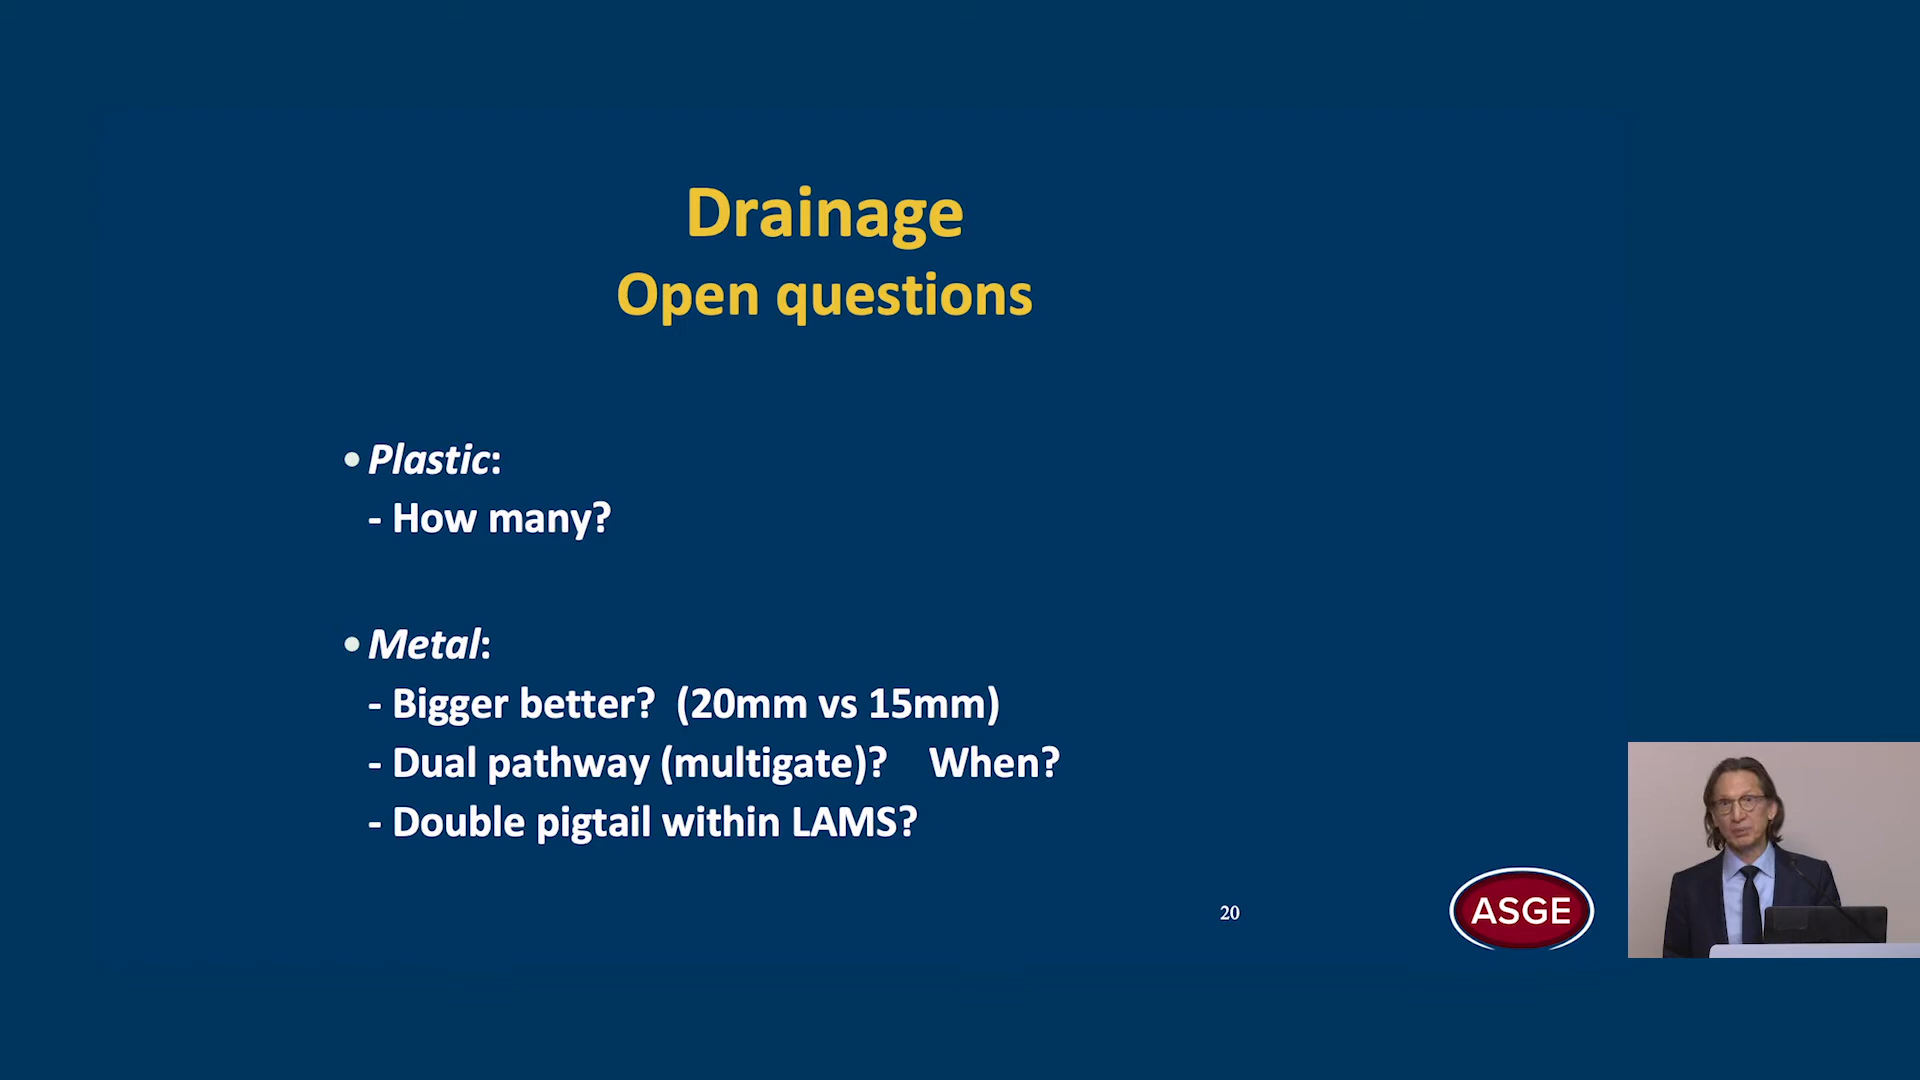 Drainage
Open questions
• Plastic:
- How many?
• Metal:
- Bigger better? (20mm vs 15mm)
- Dual pathway (multigate)? When?
- Double pigtail within LAMS?
20
ASGE